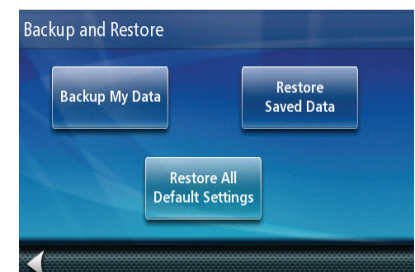 Backup and Restore
Backup My Data
Restore
Saved Data
Restore All
Default Settings